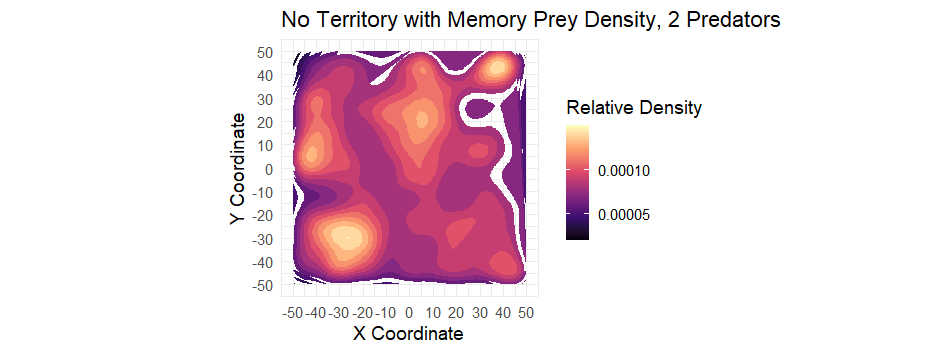 No Territory with Memory Prey Density, 2 Predators
50
40
30
20
10
0
-10
-20
-30
-40
-50
Y Coordinate
-50 -40 -30 -20 -10 0 10 20 30 40 50
X Coordinate
Relative Density
0.00010
0.00005